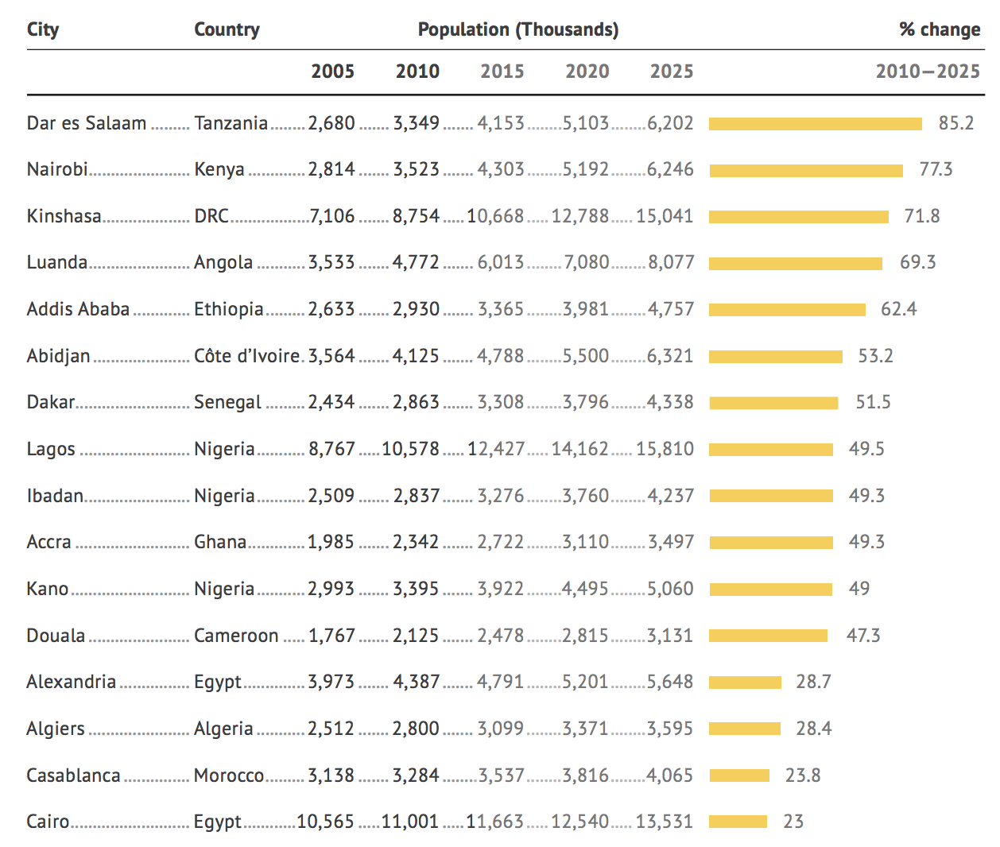 City Country Population (Thousands) % change
2005 2010 2015 2020 2025 2010–2025
Dar es Salaam ......... Tanzania....... 2,680 ....... 3,349 ....... 4,153 ........ 5,103 ........ 6,202 85.2
Nairobi.......................... Kenya ............ 2,814 ....... 3,523 ....... 4,303 ........ 5,192 ........ 6,246 77.3
Kinshasa...................... DRC................. 7,106 ....... 8,754 ..... 10,668 ..... 12,788 ..... 15,041 71.8
Luanda.......................... Angola ........... 3,533 ....... 4,772 ....... 6,013 ........ 7,080 ........ 8,077 69.3
Addis Ababa .............. Ethiopia......... 2,633 ....... 2,930 ....... 3,365 ........ 3,981 ........ 4,757 62.4
Abidjan ........................ Côte d’Ivoire. 3,564 ....... 4,125 ....... 4,788 ........ 5,500 ........ 6,321 53.2
Dakar............................. Senegal ......... 2,434 ....... 2,863 ....... 3,308 ........ 3,796 ........ 4,338 51.5
Lagos ............................ Nigeria............ 8,767 ..... 10,578 ..... 12,427 ..... 14,162 ..... 15,810 49.5
Ibadan........................... Nigeria............ 2,509 ....... 2,837 ....... 3,276 ........ 3,760 ........ 4,237 49.3
Accra ............................. Ghana.............. 1,985 ....... 2,342 ....... 2,722 ........ 3,110 ........ 3,497 49.3
Kano .............................. Nigeria............ 2,993 ....... 3,395 ....... 3,922 ........ 4,495 ........ 5,060 49
Douala .......................... Cameroon ..... 1,767 ....... 2,125 ....... 2,478 ........ 2,815 ........ 3,131 47.3
Alexandria .................. Egypt................ 3,973 ....... 4,387 ....... 4,791 ........ 5,201 ........ 5,648 28.7
Algiers .......................... Algeria ............ 2,512 ....... 2,800 ....... 3,099 ........ 3,371 ........ 3,595 28.4
Casablanca ................. Morocco......... 3,138 ....... 3,284 ....... 3,537 ........ 3,816 ........ 4,065 23.8
Cairo.............................. Egypt............. 10,565 ..... 11,001 ..... 11,663 ..... 12,540 ..... 13,531 23